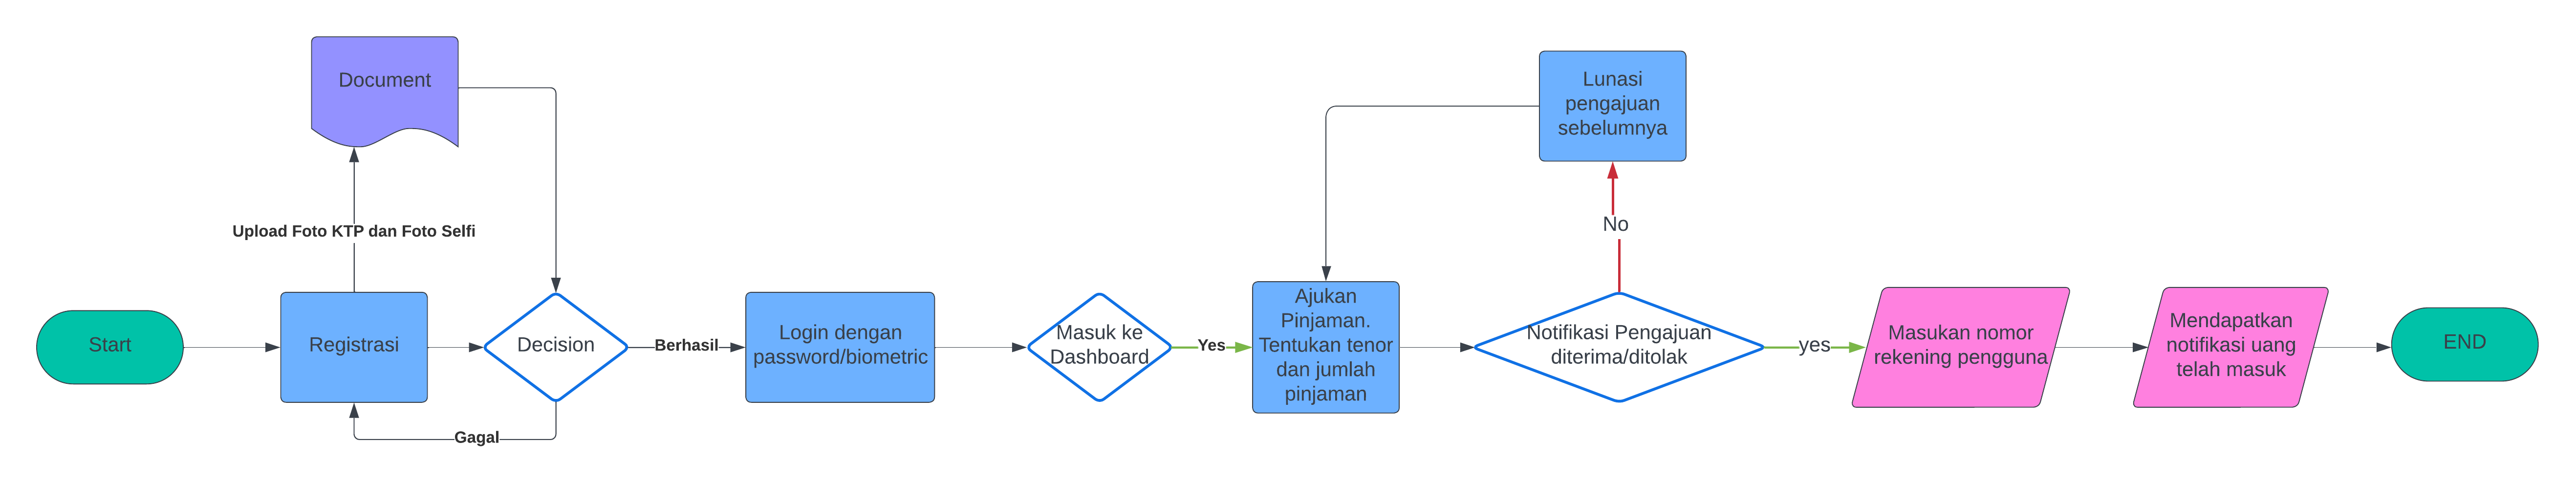 Document
Upload Foto KTP dan Foto Selfi
Start
Registrasi
Decision
Gagal
Berhasil
Login dengan
password/biometric
Masuk ke
Dashboard
Yes
Ajukan
Pinjaman.
Tentukan tenor
dan jumlah
pinjaman
Lunasi
pengajuan
sebelumnya
No
Notifikasi Pengajuan
diterima/ditolak
yes
Masukan nomor
rekening pengguna
Mendapatkan
notifikasi uang
telah masuk
END